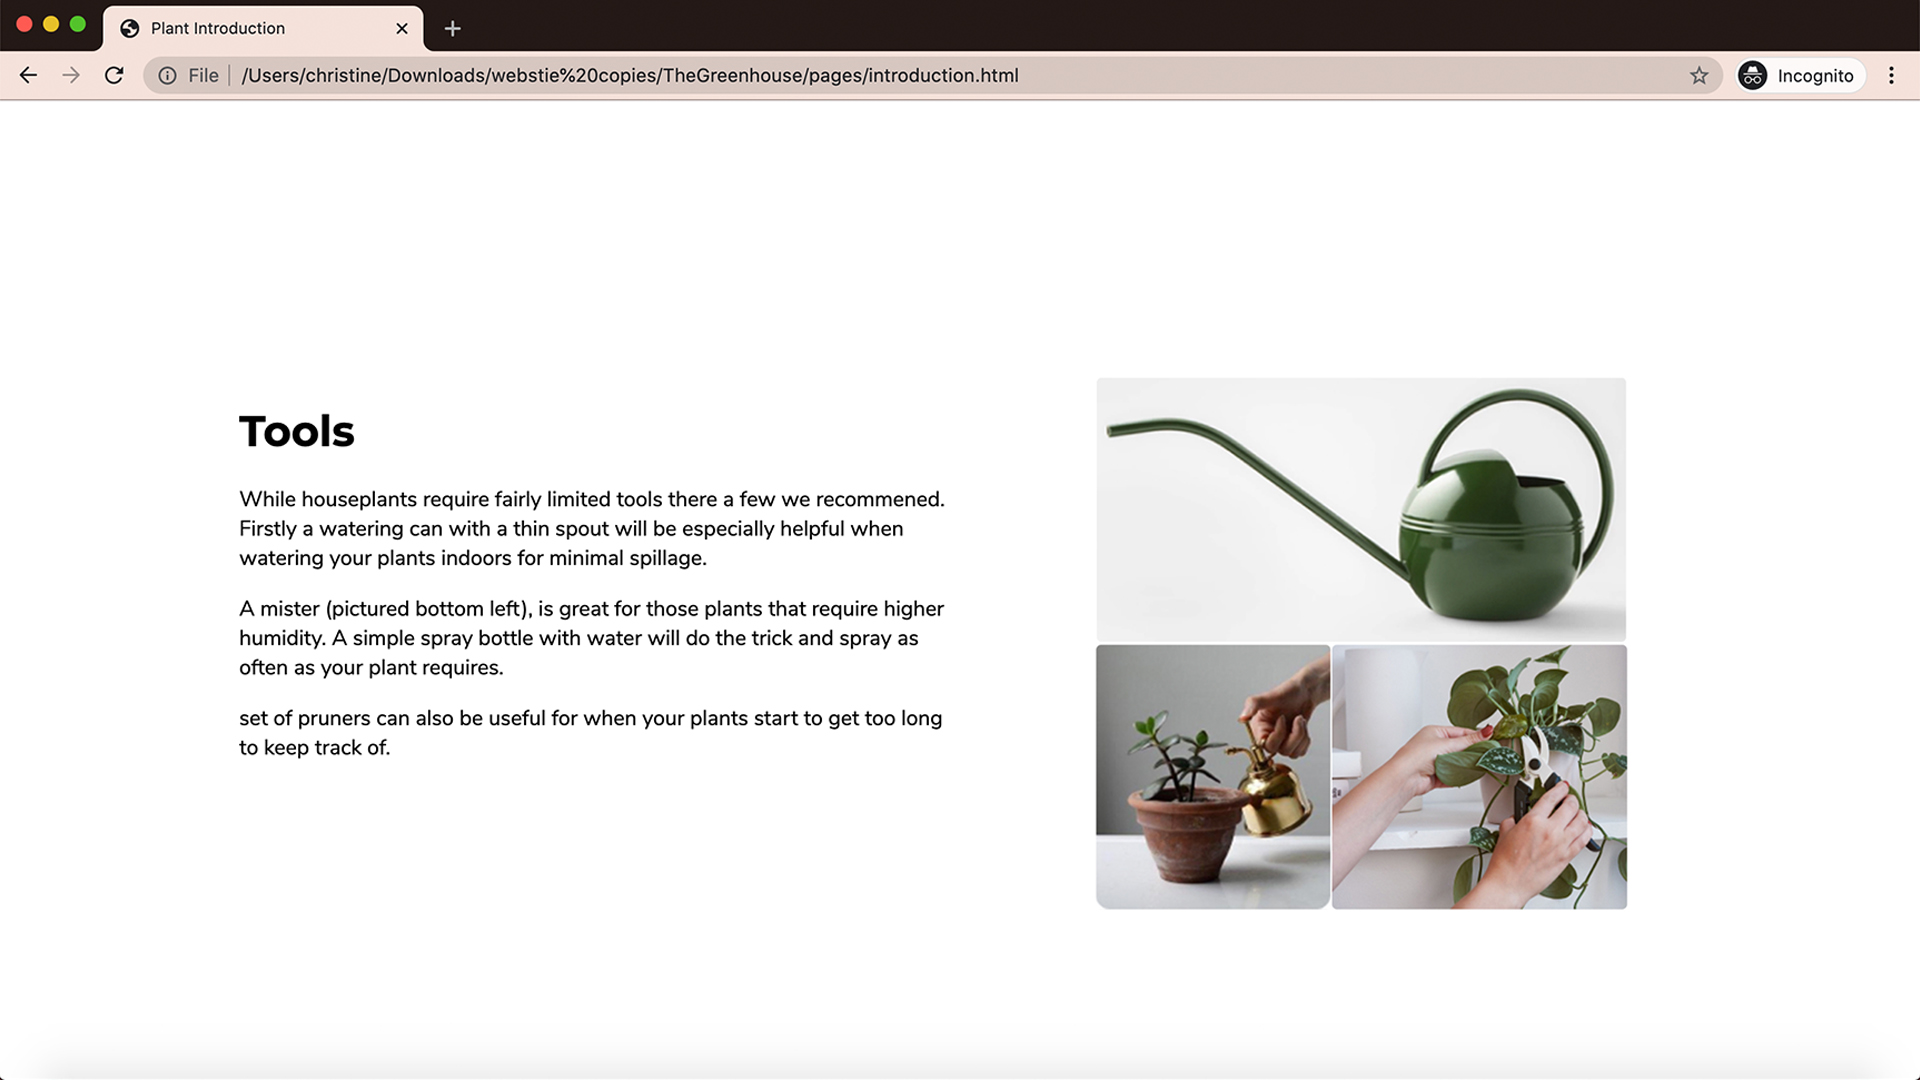 Plant Introduction
File /Users/christine/Downloads/webstie%20copies/TheGreenhouse/pages/introduction.html
Incognito
Tools
While houseplants require fairly limited tools there a few we recommened.
Firstly a watering can with a thin spout will be especially helpful when
watering your plants indoors for minimal spillage.
A mister (pictured bottom left), is great for those plants that require higher
humidity. A simple spray bottle with water will do the trick and spray as
often as your plant requires.
set of pruners can also be useful for when your plants start to get too long
to keep track of.